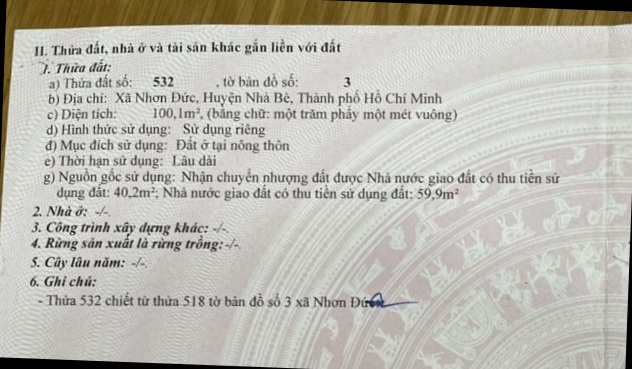 II. Thửa đất, nhà ở và tài sản khác gắn liền với đất
1. Thửa đất:
a) Thửa đất số: 532 , tờ bản đồ số: 3
b) Địa chỉ: Xã Nhơn Đức, Huyện Nhà Bè, Thành phố Hồ Chí Minh
c) Diện tích: 100,1m², (bằng chữ: một trăm phẩy một mét vuông)
d) Hình thức sử dụng: Sử dụng riêng
đ) Mục đích sử dụng: Đất ở tại nông thôn
e) Thời hạn sử dụng: Lâu dài
g) Nguồn gốc sử dụng: Nhận chuyển nhượng đất được Nhà nước giao đất có thu tiền sử
dụng đất: 40,2m²; Nhà nước giao đất có thu tiền sử dụng đất: 59,9m²
2. Nhà ở: -/-.
3. Công trình xây dựng khác: -/-.
4. Rừng sản xuất là rừng trồng: -/-.
5. Cây lâu năm: -/-.
6. Ghi chú:
- Thửa 532 chiết từ thửa 518 tờ bản đồ số 3 xã Nhơn Đức